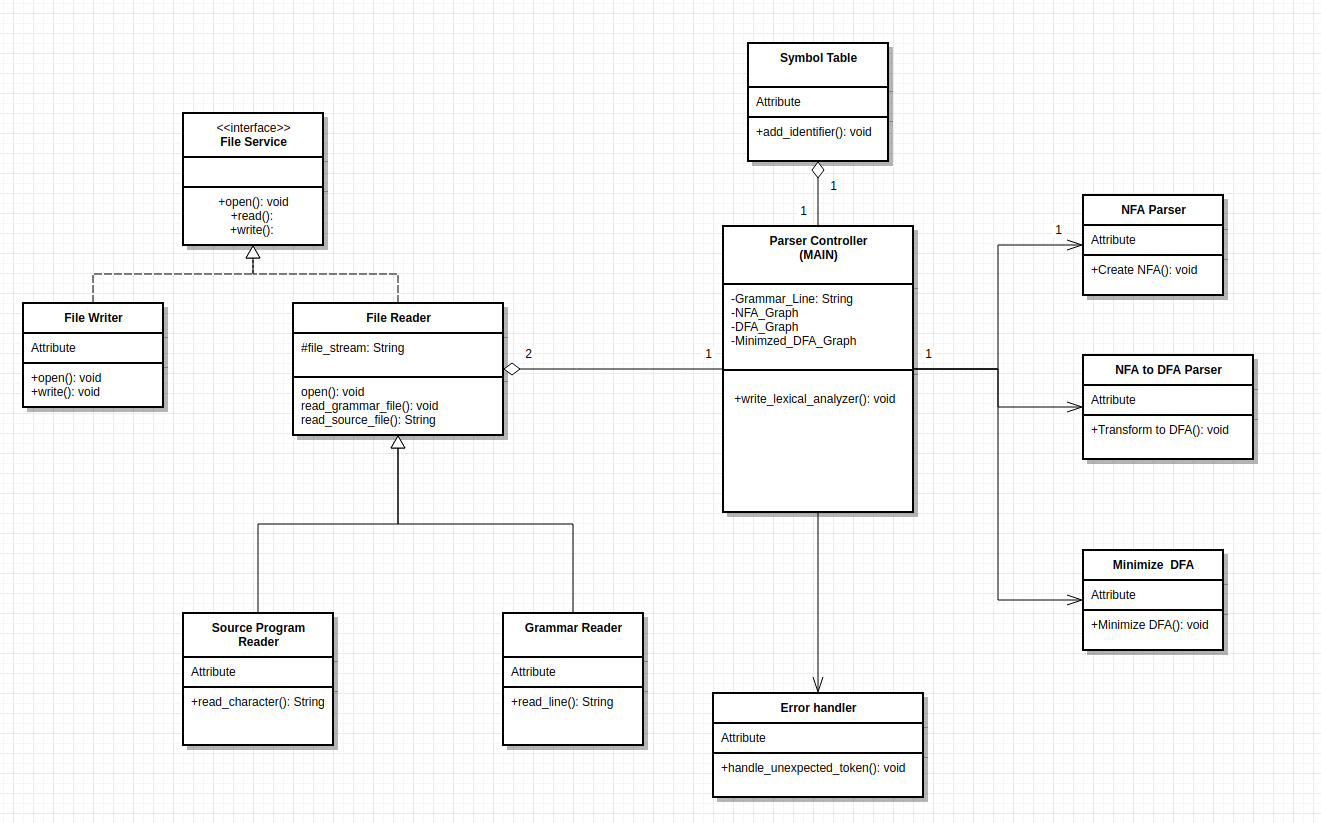 Symbol Table
Attribute
+add_identifier(): void
1
1
<<interface>>
File Service
+open(): void
+read():
+write():
File Writer
Attribute
+open(): void
+write(): void
File Reader
#file_stream: String
open(): void
read_grammar_file(): void
read_source_file(): String
2
1
Parser Controller
(MAIN)
-Grammar_Line: String
-NFA_Graph
-DFA_Graph
-Minimzed_DFA_Graph
+write_lexical_analyzer(): void
1
1
NFA Parser
Attribute
+Create NFA(): void
NFA to DFA Parser
Attribute
+Transform to DFA(): void
Minimize  DFA
Attribute
+Minimize DFA(): void
Source Program
Reader
Attribute
+read_character(): String
Grammar Reader
Attribute
+read_line(): String
Error handler
Attribute
+handle_unexpected_token(): void